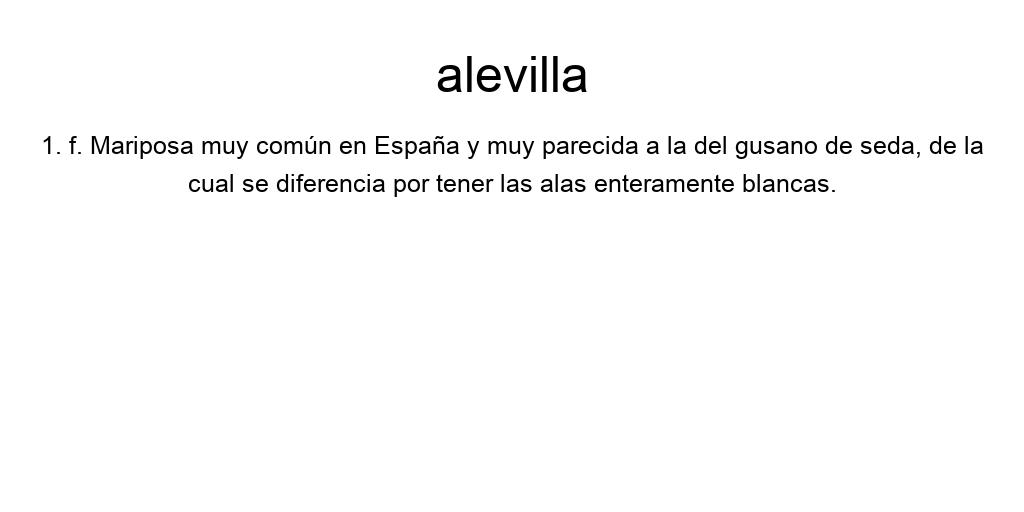 alevilla
1. f. Mariposa muy común en España y muy parecida a la del gusano de seda, de la
cual se diferencia por tener las alas enteramente blancas.